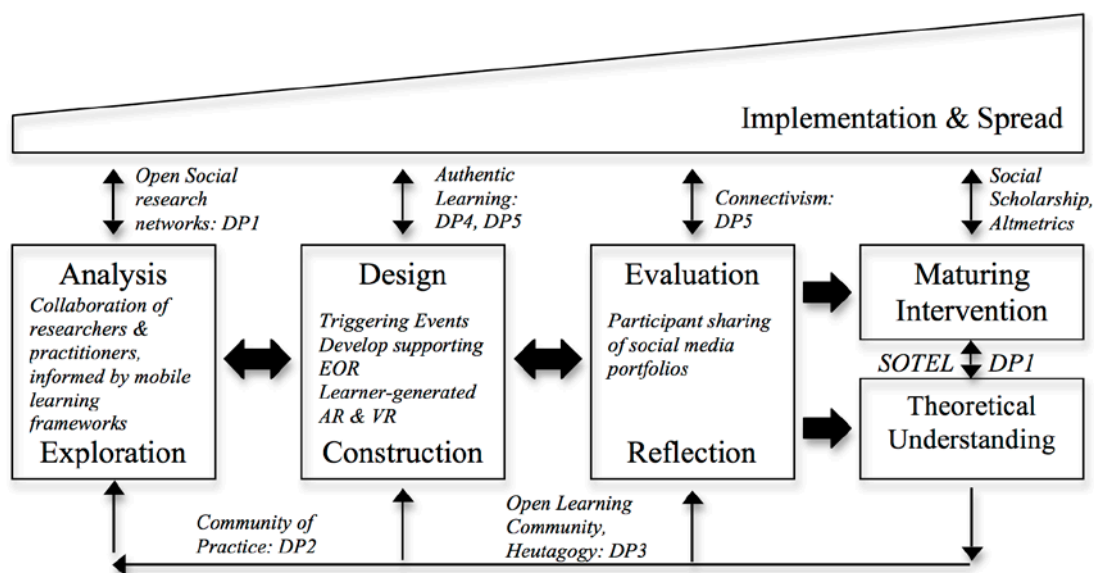 Implementation & Spread
Open Social
research
networks: DP1
Authentic
Learning:
DP4, DP5
Connectivism:
DP5
Social
Scholarship,
Altmetrics
Analysis
Collaboration of
researchers &
practitioners,
informed by mobile
learning
frameworks
Exploration
Design
Triggering Events
Develop supporting
EOR
Learner-generated
AR & VR
Construction
Evaluation
Participant sharing
of social media
portfolios
Reflection
Maturing
Intervention
SOTEL DP1
Theoretical
Understanding
Community of
Practice: DP2
Open Learning
Community,
Heutagogy: DP3